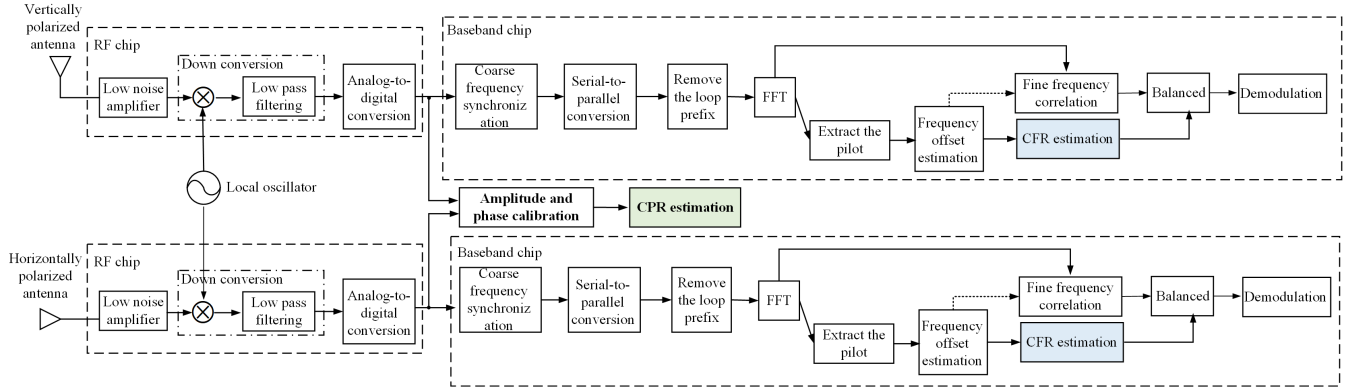 Vertically
polarized
antenna
RF chip
Low noise
amplifier
Down conversion
Low pass
filtering
Analog-to-
digital
conversion
Baseband chip
Coarse
frequency
synchroniz
ation
Serial-to-
parallel
conversion
Remove
the loop
prefix
FFT
Extract the
pilot
Frequency
offset
estimation
Fine frequency
correlation
CFR estimation
Balanced
Demodulation
Local oscillator
Amplitude and
phase calibration
CPR estimation
Horizontally
polarized
antenna
RF chip
Low noise
amplifier
Down conversion
Low pass
filtering
Analog-to-
digital
conversion
Baseband chip
Coarse
frequency
synchroniz
ation
Serial-to-
parallel
conversion
Remove
the loop
prefix
FFT
Extract the
pilot
Frequency
offset
estimation
Fine frequency
correlation
CFR estimation
Balanced
Demodulation